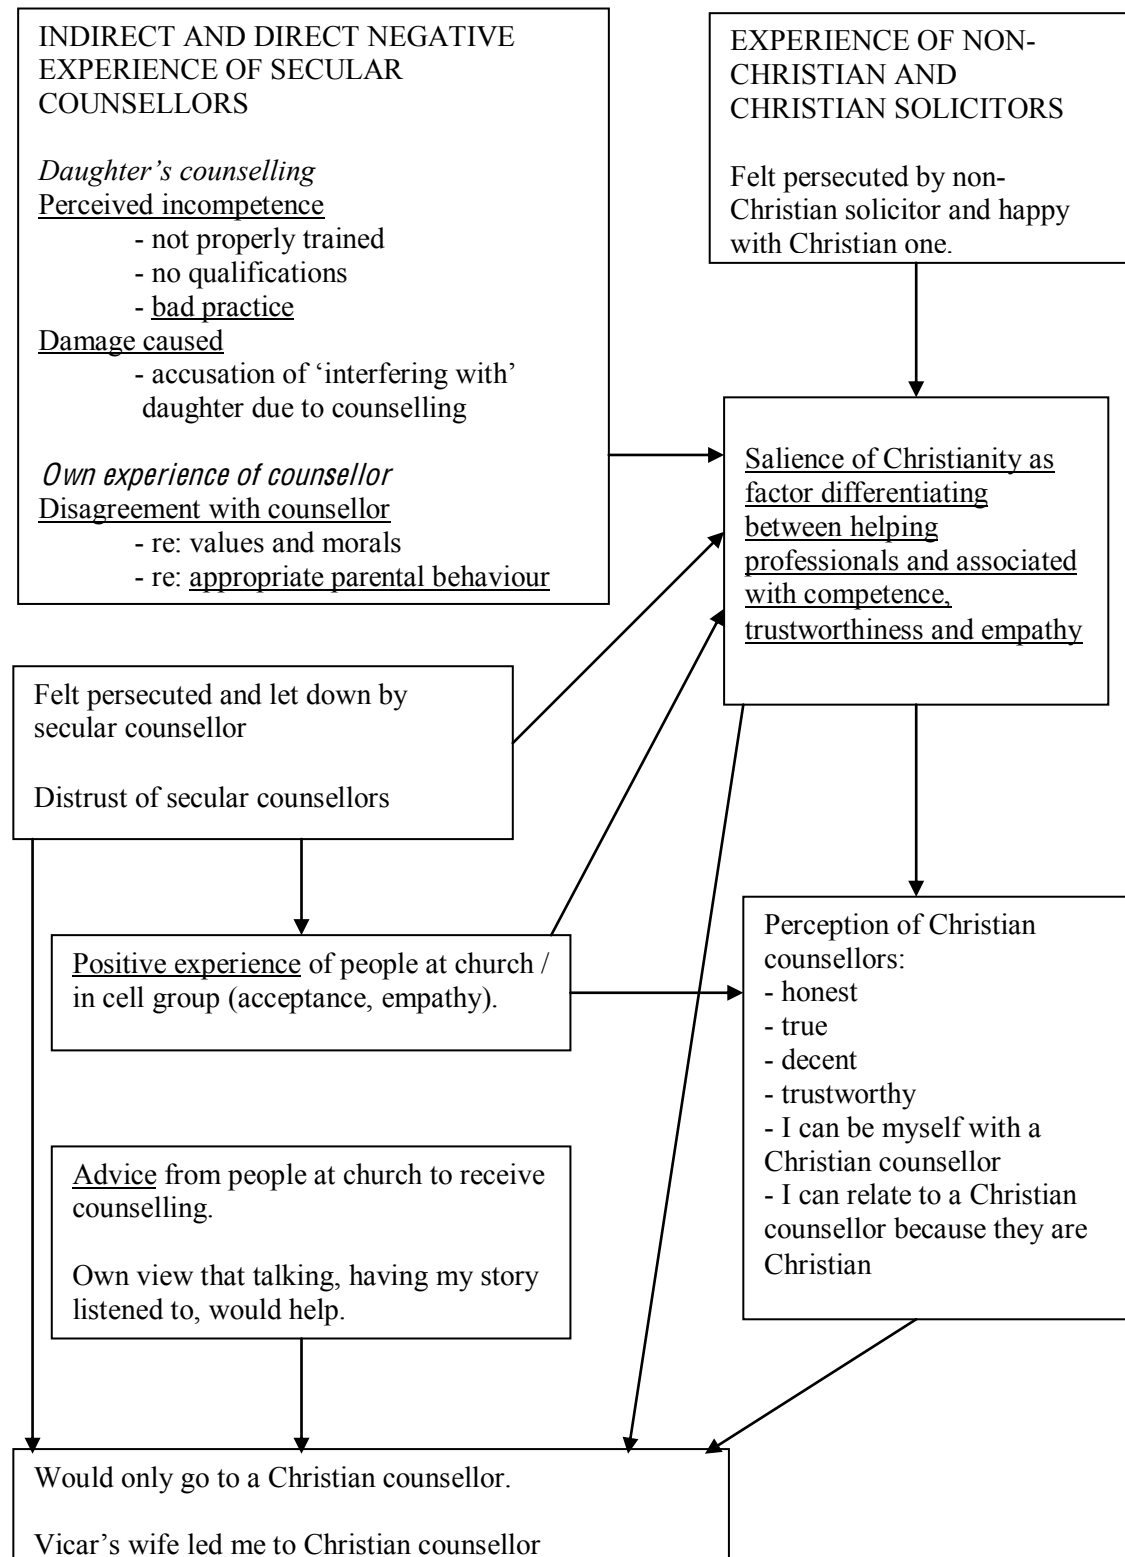 INDIRECT AND DIRECT NEGATIVE
EXPERIENCE OF SECULAR
COUNSELLORS
Daughter’s counselling
Perceived incompetence
- not properly trained
- no qualifications
- bad practice
Damage caused
- accusation of ‘interfering with’
daughter due to counselling
Own experience of counsellor
Disagreement with counsellor
- re: values and morals
- re: appropriate parental behaviour
EXPERIENCE OF NON-
CHRISTIAN AND
CHRISTIAN SOLICITORS
Felt persecuted by non-
Christian solicitor and happy
with Christian one.
Salience of Christianity as
factor differentiating
between helping
professionals and associated
with competence,
trustworthiness and empathy
Felt persecuted and let down by
secular counsellor
Distrust of secular counsellors
Positive experience of people at church /
in cell group (acceptance, empathy).
Perception of Christian
counsellors:
- honest
- true
- decent
- trustworthy
- I can be myself with a
Christian counsellor
- I can relate to a Christian
counsellor because they are
Christian
Advice from people at church to receive
counselling.
Own view that talking, having my story
listened to, would help.
Would only go to a Christian counsellor.
Vicar’s wife led me to Christian counsellor